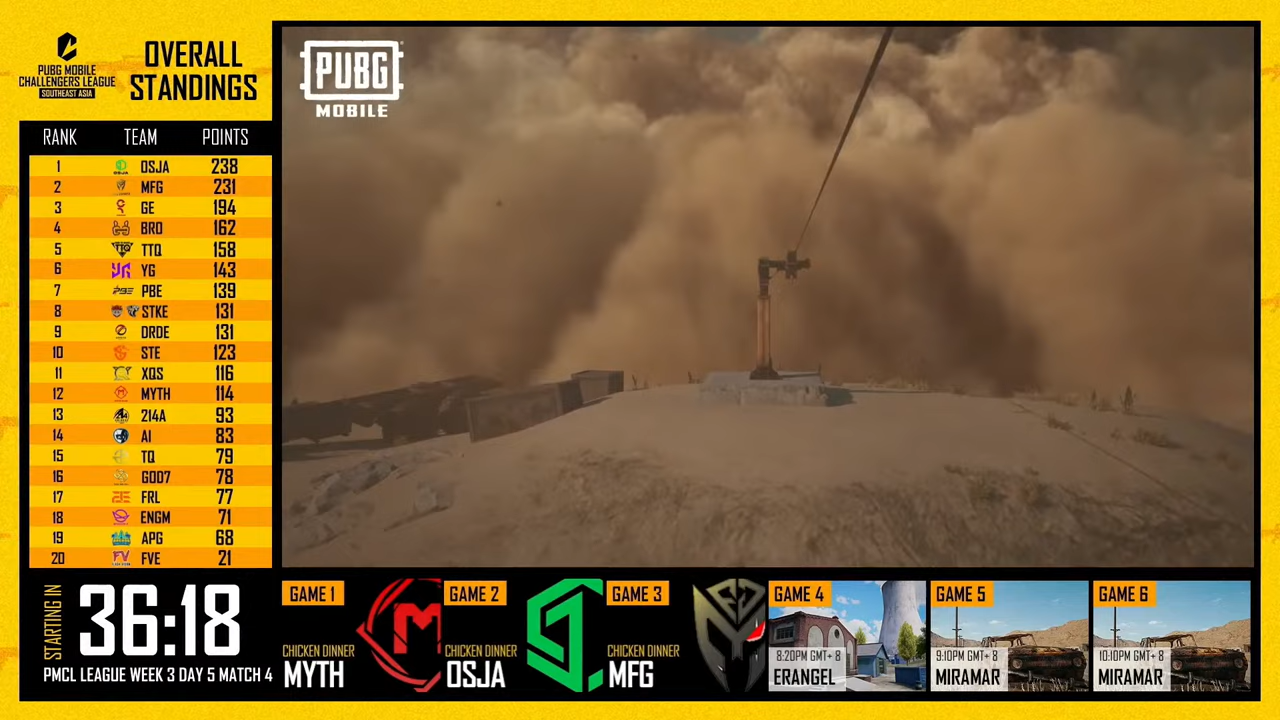 PUBG MOBILE
CHALLENGERS LEAGUE
SOUTHEAST ASIA
OVERALL
STANDINGS
RANK TEAM POINTS
1 OSJA 238
2 MFG 231
3 GE 194
4 BRO 162
5 TTQ 158
6 YG 143
7 PBE 139
8 STKE 131
9 DRDE 131
10 STE 123
11 XQS 116
12 MYTH 114
13 214A 93
14 AI 83
15 TQ 79
16 GOD7 78
17 FRL 77
18 ENGM 71
19 APG 68
20 FVE 21
PUBG
MOBILE
STARTING IN
36:18
PMCL LEAGUE WEEK 3 DAY 5 MATCH 4
GAME 1
CHICKEN DINNER
MYTH
GAME 2
CHICKEN DINNER
OSJA
GAME 3
CHICKEN DINNER
MFG
GAME 4
8:20PM GMT+ 8
ERANGEL
GAME 5
9:10PM GMT+ 8
MIRAMAR
GAME 6
10:10PM GMT+ 8
MIRAMAR